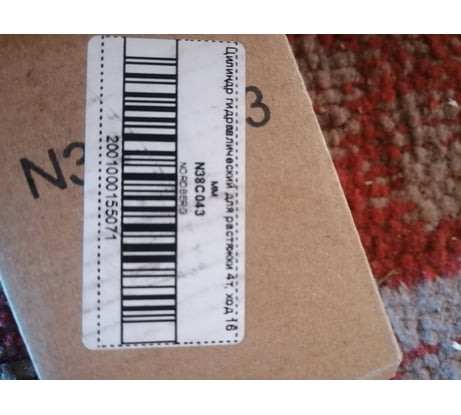 Цилиндр гидравлический для растяжки 4т, ход 16
мм
N38C043
NORDBERG
2001000155071
N3
3